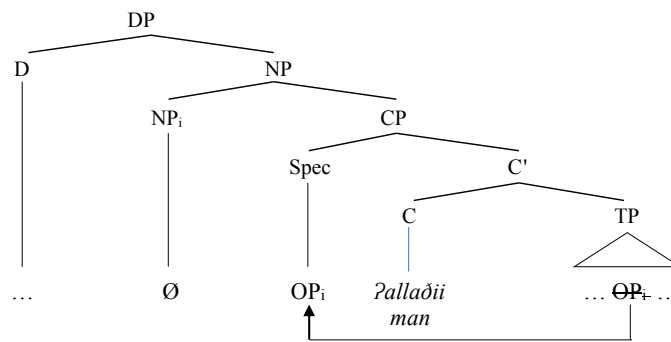 DP
D NP
NPᵢ CP
Spec C'
C TP
… Ø OPᵢ ʔallaðii … OPᵢ …
man